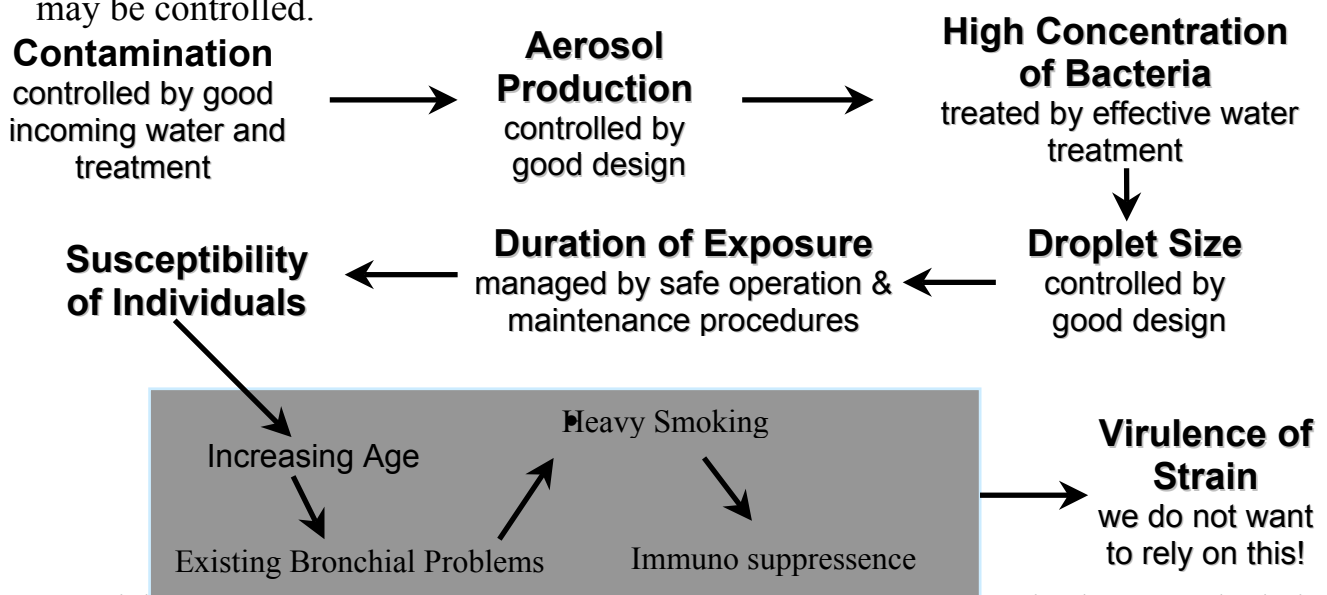 may be controlled.
Contamination
controlled by good
incoming water and
treatment
Aerosol
Production
controlled by
good design
High Concentration
of Bacteria
treated by effective water
treatment
Droplet Size
controlled by
good design
Duration of Exposure
managed by safe operation &
maintenance procedures
Susceptibility
of Individuals
Increasing Age
Existing Bronchial Problems
•Heavy Smoking
Immuno suppressence
Virulence of
Strain
we do not want
to rely on this!